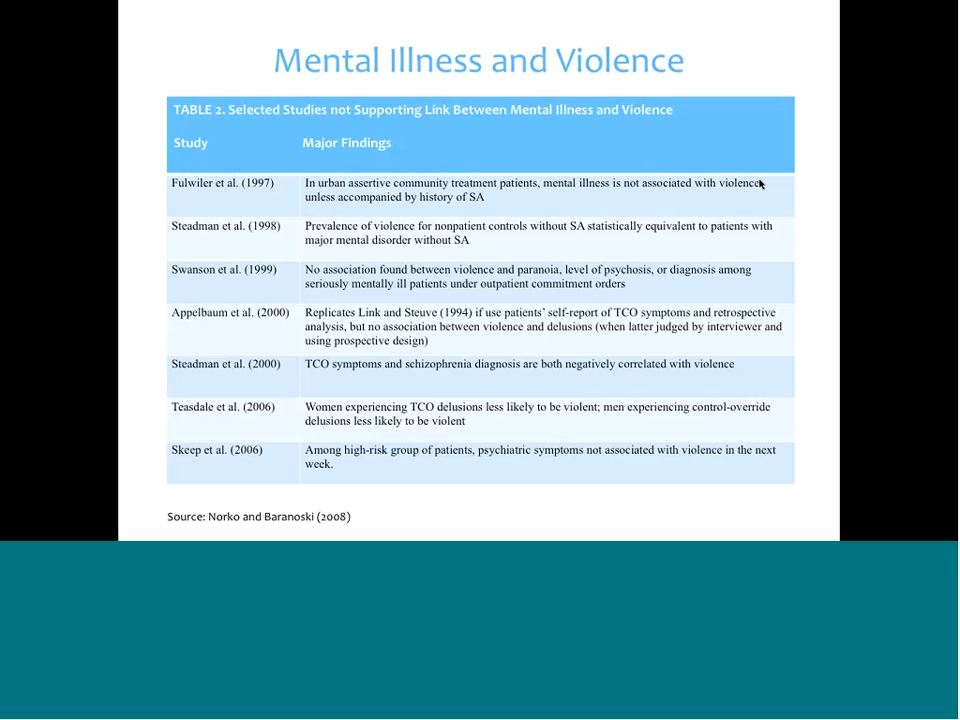 Mental Illness and Violence
TABLE 2. Selected Studies not Supporting Link Between Mental Illness and Violence
Study Major Findings
Fulwiler et al. (1997) In urban assertive community treatment patients, mental illness is not associated with violence
unless accompanied by history of SA
Steadman et al. (1998) Prevalence of violence for nonpatient controls without SA statistically equivalent to patients with
major mental disorder without SA
Swanson et al. (1999) No association found between violence and paranoia, level of psychosis, or diagnosis among
seriously mentally ill patients under outpatient commitment orders
Appelbaum et al. (2000) Replicates Link and Steuve (1994) if use patients' self-report of TCO symptoms and retrospective
analysis, but no association between violence and delusions (when latter judged by interviewer and
using prospective design)
Steadman et al. (2000) TCO symptoms and schizophrenia diagnosis are both negatively correlated with violence
Teasdale et al. (2006) Women experiencing TCO delusions less likely to be violent; men experiencing control-override
delusions less likely to be violent
Skeep et al. (2006) Among high-risk group of patients, psychiatric symptoms not associated with violence in the next
week.
Source: Norko and Baranoski (2008)